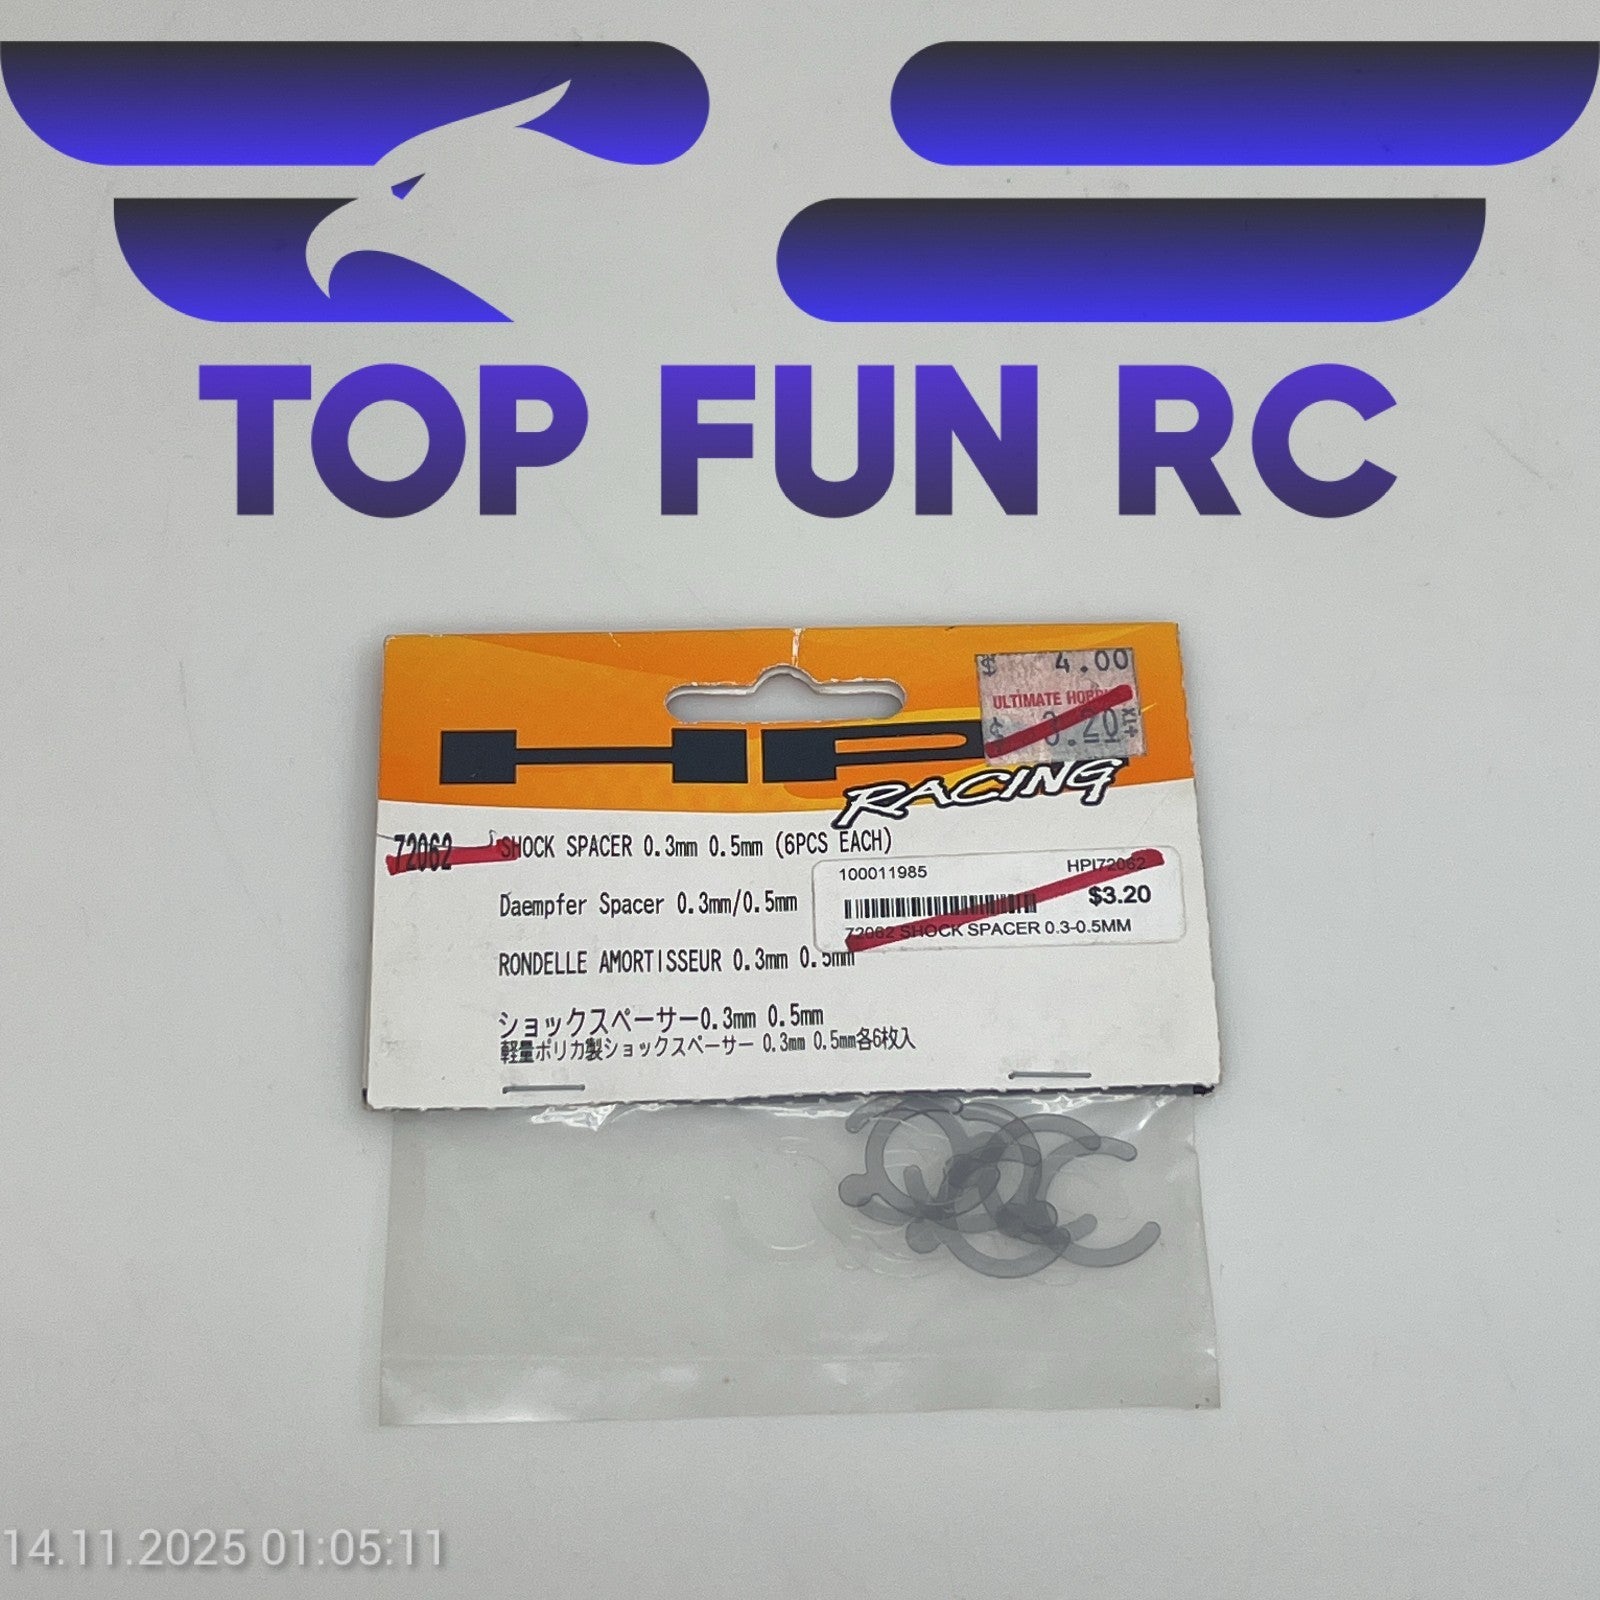 TOP FUN RC
$ 4.00
ULTIMATE
$ 3.20
HP
RACING
72062 SHOCK SPACER 0.3mm 0.5mm (6PCS EACH)
100011985 HPI72062
$3.20
72062 SHOCK SPACER 0.3-0.5MM
Daempfer Spacer 0.3mm/0.5mm
RONDELLE AMORTISSEUR 0.3mm 0.5mm
ショックスペーサー0.3mm 0.5mm
軽量ポリカ製ショックスペーサー 0.3mm 0.5mm各6枚入
14.11.2025 01:05:11